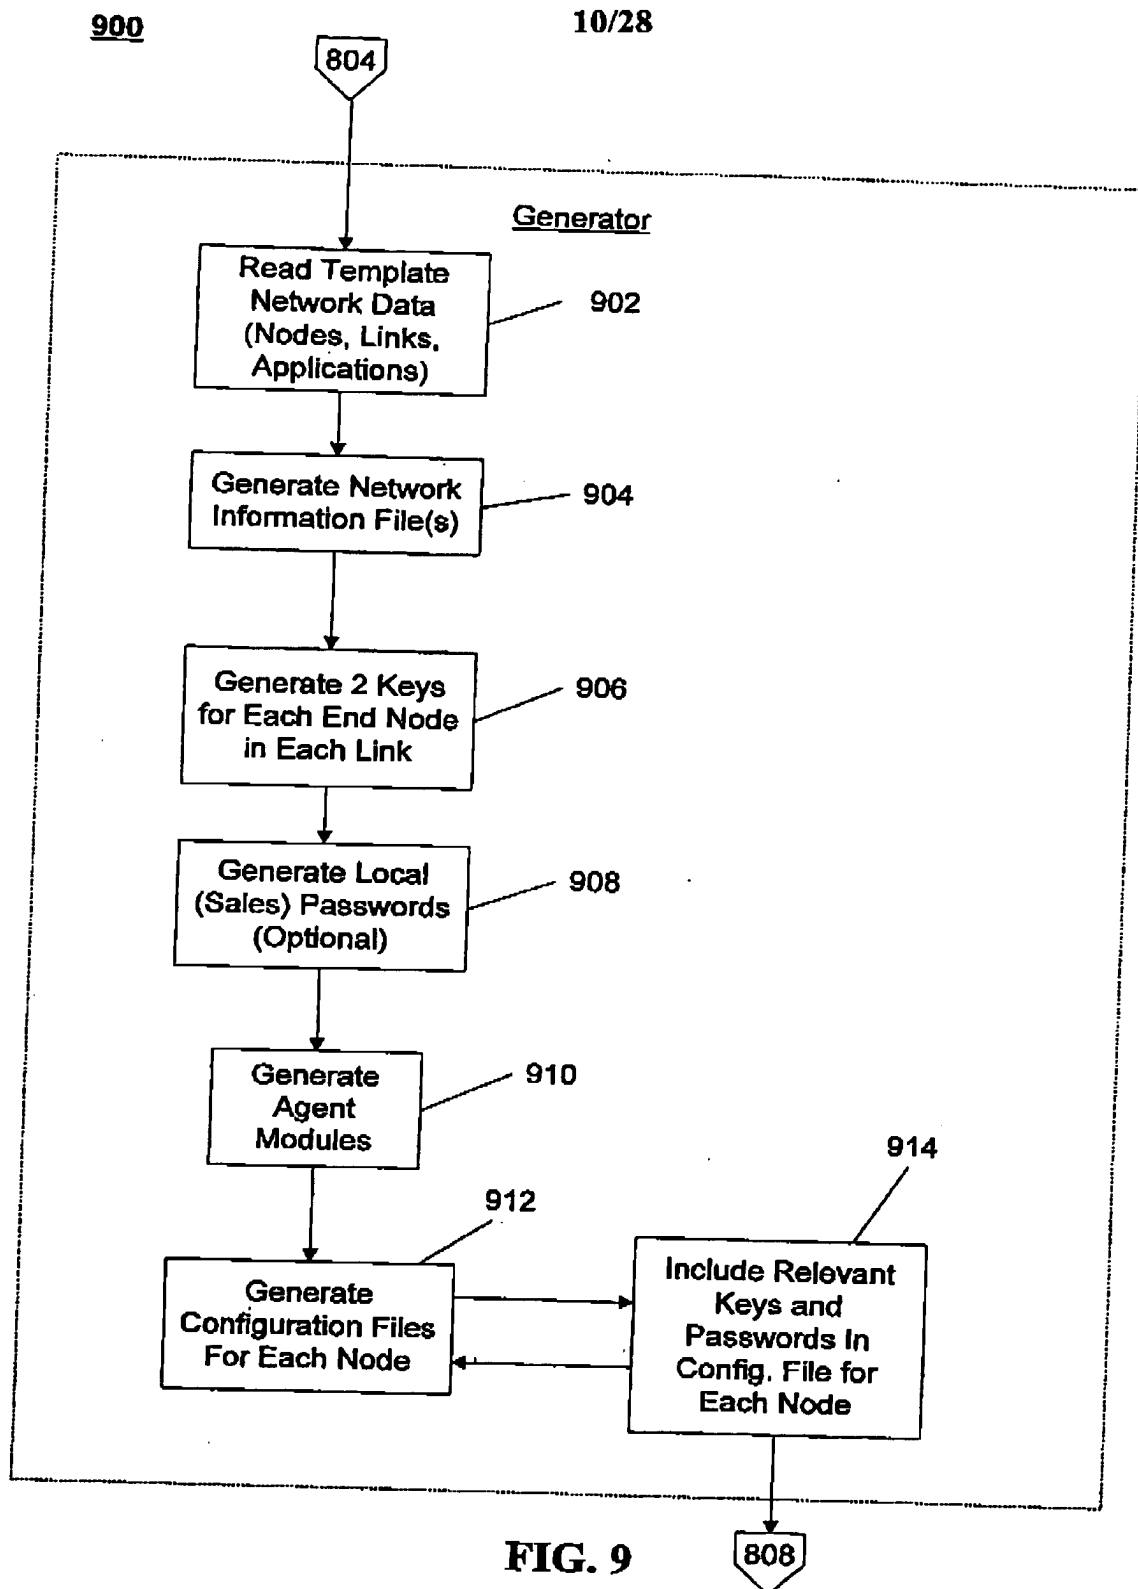 900
10/28
804
Generator
Read Template
Network Data
(Nodes, Links,
Applications)
902
Generate Network
Information File(s)
904
Generate 2 Keys
for Each End Node
in Each Link
906
Generate Local
(Sales) Passwords
(Optional)
908
Generate
Agent
Modules
910
912
Generate
Configuration Files
For Each Node
914
Include Relevant
Keys and
Passwords In
Config. File for
Each Node
FIG. 9
808